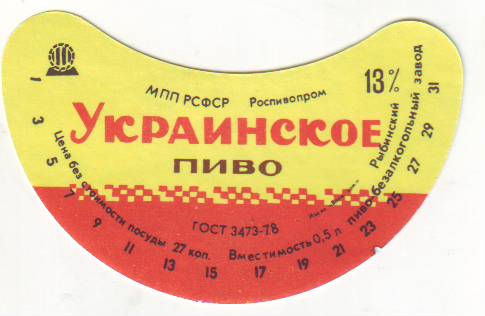 МПП РСФСР Роспивопром
13%
УКРАИНСКОЕ
ПИВО
Рыбинский
пиво-безалкогольный завод
ГОСТ 3473-78
Цена без стоимости посуды 27 коп. Вместимость 0,5 л
1 3 5 7 9 11 13 15 17 19 21 23 25 27 29 31